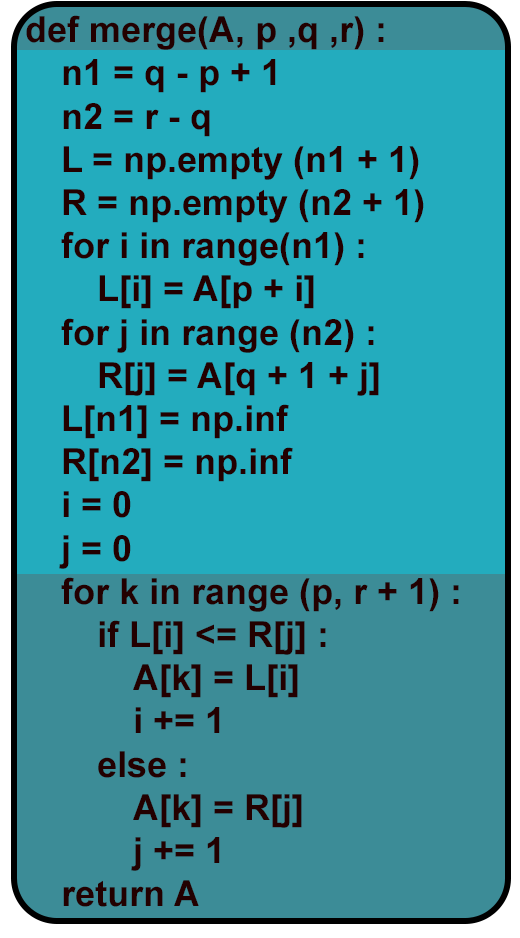 def merge(A, p ,q ,r) :
n1 = q - p + 1
n2 = r - q
L = np.empty (n1 + 1)
R = np.empty (n2 + 1)
for i in range(n1) :
L[i] = A[p + i]
for j in range (n2) :
R[j] = A[q + 1 + j]
L[n1] = np.inf
R[n2] = np.inf
i = 0
j = 0
for k in range (p, r + 1) :
if L[i] <= R[j] :
A[k] = L[i]
i += 1
else :
A[k] = R[j]
j += 1
return A